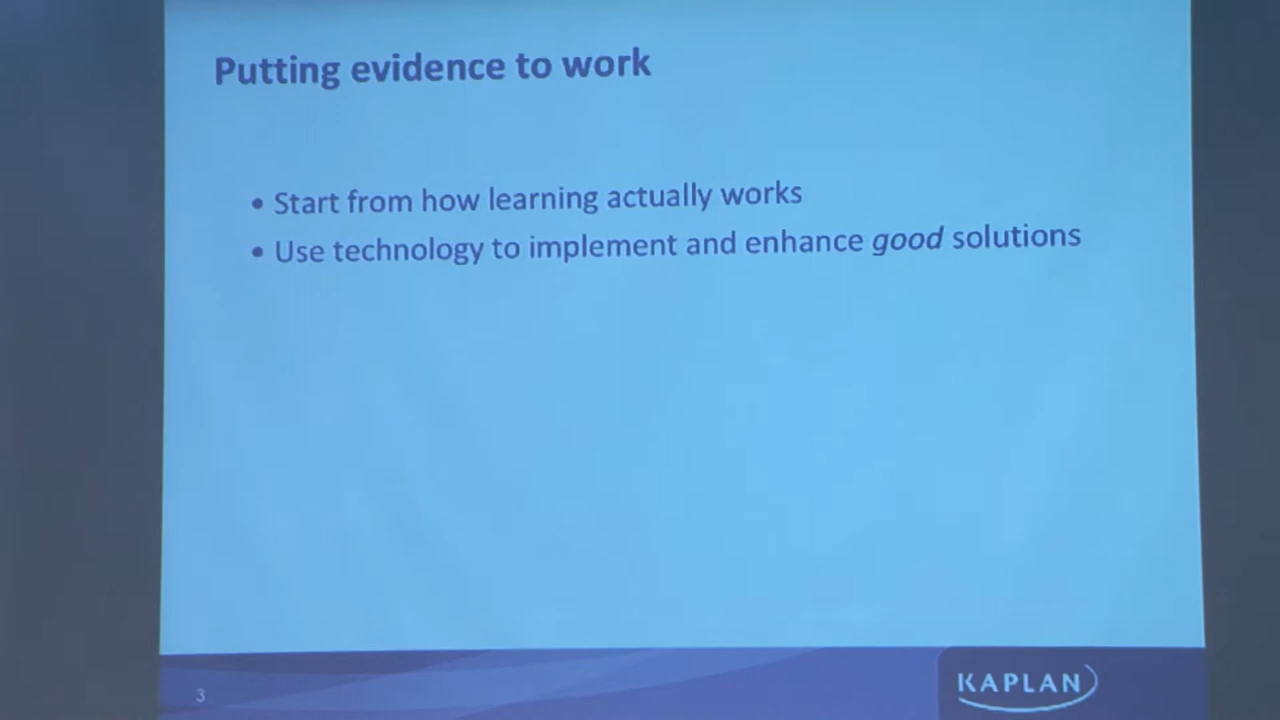 Putting evidence to work
• Start from how learning actually works
• Use technology to implement and enhance good solutions
3
KAPLAN